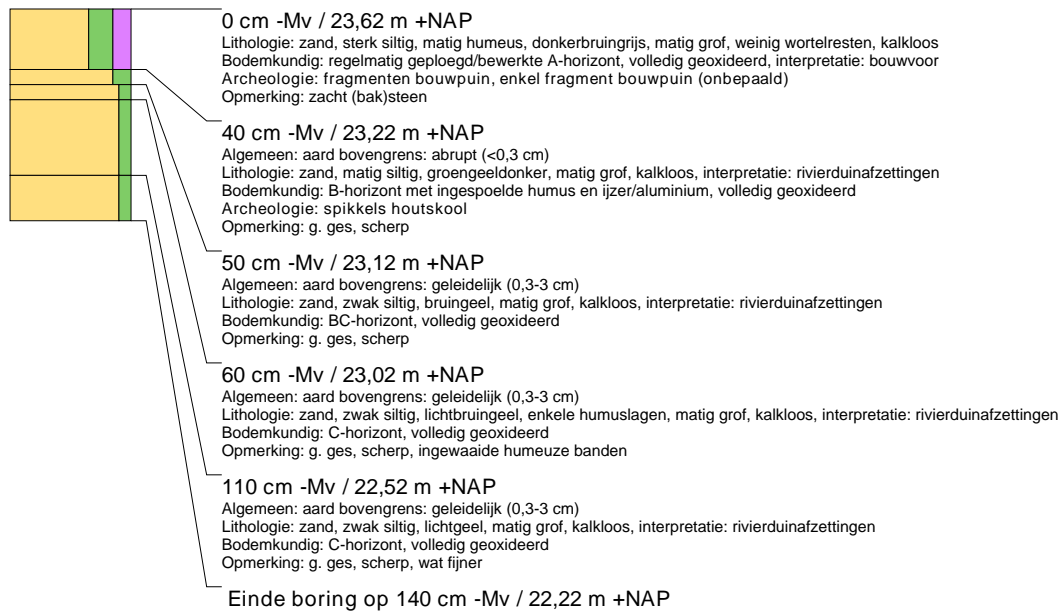 0 cm -Mv / 23,62 m +NAP
Lithologie: zand, sterk siltig, matig humeus, donkerbruingrijs, matig grof, weinig wortelresten, kalkloos
Bodemkundig: regelmatig geploegd/bewerkte A-horizont, volledig geoxideerd, interpretatie: bouwvoor
Archeologie: fragmenten bouwpuin, enkel fragment bouwpuin (onbepaald)
Opmerking: zacht (bak)steen
40 cm -Mv / 23,22 m +NAP
Algemeen: aard bovengrens: abrupt (<0,3 cm)
Lithologie: zand, matig siltig, groengeeldonker, matig grof, kalkloos, interpretatie: rivierduinafzettingen
Bodemkundig: B-horizont met ingespoelde humus en ijzer/aluminium, volledig geoxideerd
Archeologie: spikkels houtskool
Opmerking: g. ges, scherp
50 cm -Mv / 23,12 m +NAP
Algemeen: aard bovengrens: geleidelijk (0,3-3 cm)
Lithologie: zand, zwak siltig, bruingeel, matig grof, kalkloos, interpretatie: rivierduinafzettingen
Bodemkundig: BC-horizont, volledig geoxideerd
Opmerking: g. ges, scherp
60 cm -Mv / 23,02 m +NAP
Algemeen: aard bovengrens: geleidelijk (0,3-3 cm)
Lithologie: zand, zwak siltig, lichtbruingeel, enkele humuslagen, matig grof, kalkloos, interpretatie: rivierduinafzettingen
Bodemkundig: C-horizont, volledig geoxideerd
Opmerking: g. ges, scherp, ingewaaide humeuze banden
110 cm -Mv / 22,52 m +NAP
Algemeen: aard bovengrens: geleidelijk (0,3-3 cm)
Lithologie: zand, zwak siltig, lichtgeel, matig grof, kalkloos, interpretatie: rivierduinafzettingen
Bodemkundig: C-horizont, volledig geoxideerd
Opmerking: g. ges, scherp, wat fijner
Einde boring op 140 cm -Mv / 22,22 m +NAP